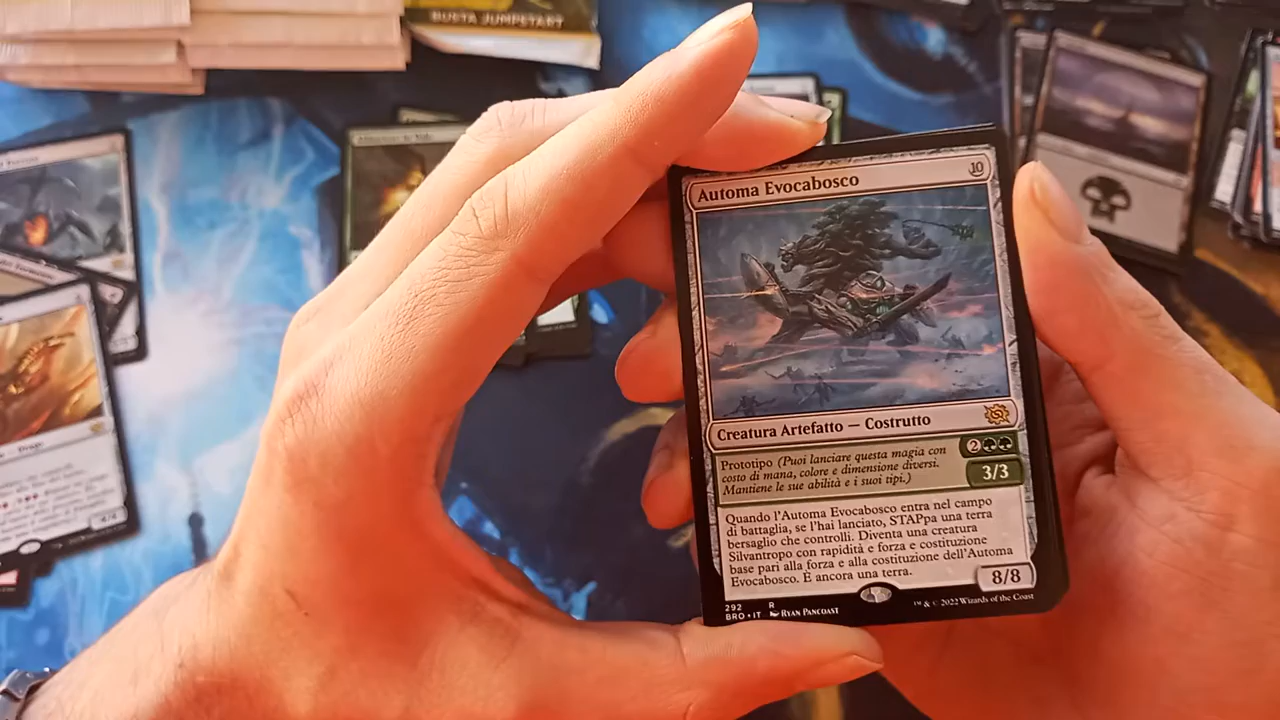 BUSTA JUMPSTART
Automa Evocabosco
10
Creatura Artefatto — Costrutto
Prototipo (Puoi lanciare questa magia con
costo di mana, colore e dimensione diversi.
Mantiene le sue abilità e i suoi tipi.)
2
3/3
Quando l'Automa Evocabosco entra nel campo
di battaglia, se l'hai lanciato, STAPpa una terra
bersaglio che controlli. Diventa una creatura
Silvantropo con rapidità e forza e costituzione
base pari alla forza e alla costituzione dell'Automa
Evocabosco. È ancora una terra.
8/8
292 R
BRO • IT RYAN PANCOAST
™ & © 2022 Wizards of the Coast
4/4